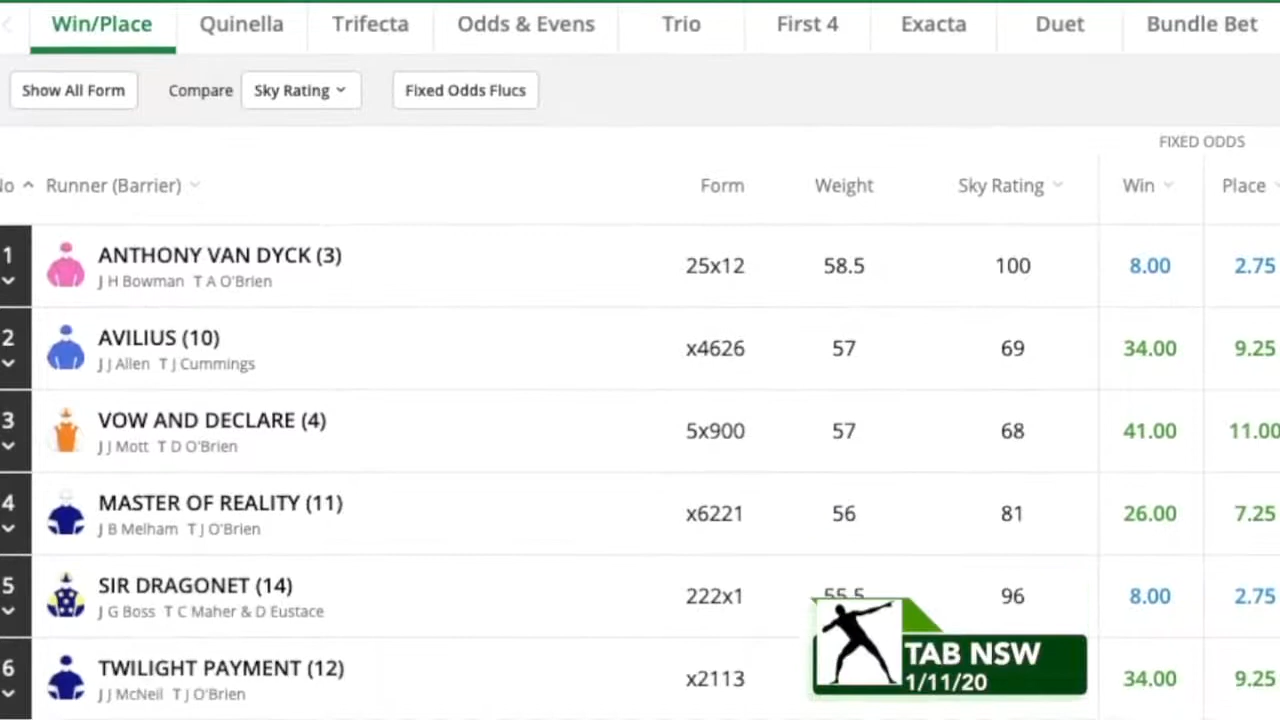 Win/Place Quinella Trifecta Odds & Evens Trio First 4 Exacta Duet Bundle Bet
Show All Form Compare Sky Rating Fixed Odds Flucs
FIXED ODDS
Runner (Barrier) Form Weight Sky Rating Win Place
1 ANTHONY VAN DYCK (3) 25x12 58.5 100 8.00 2.75
J H Bowman T A O'Brien
2 AVILIUS (10) x4626 57 69 34.00 9.25
J J Allen T J Cummings
3 VOW AND DECLARE (4) 5x900 57 68 41.00 11.00
J J Mott T D O'Brien
4 MASTER OF REALITY (11) x6221 56 81 26.00 7.25
J B Melham T J O'Brien
5 SIR DRAGONET (14) 222x1 55.5 96 8.00 2.75
J G Boss T C Maher & D Eustace
6 TWILIGHT PAYMENT (12) x2113 34.00 9.25
J J McNeil T J O'Brien
TAB NSW
1/11/20